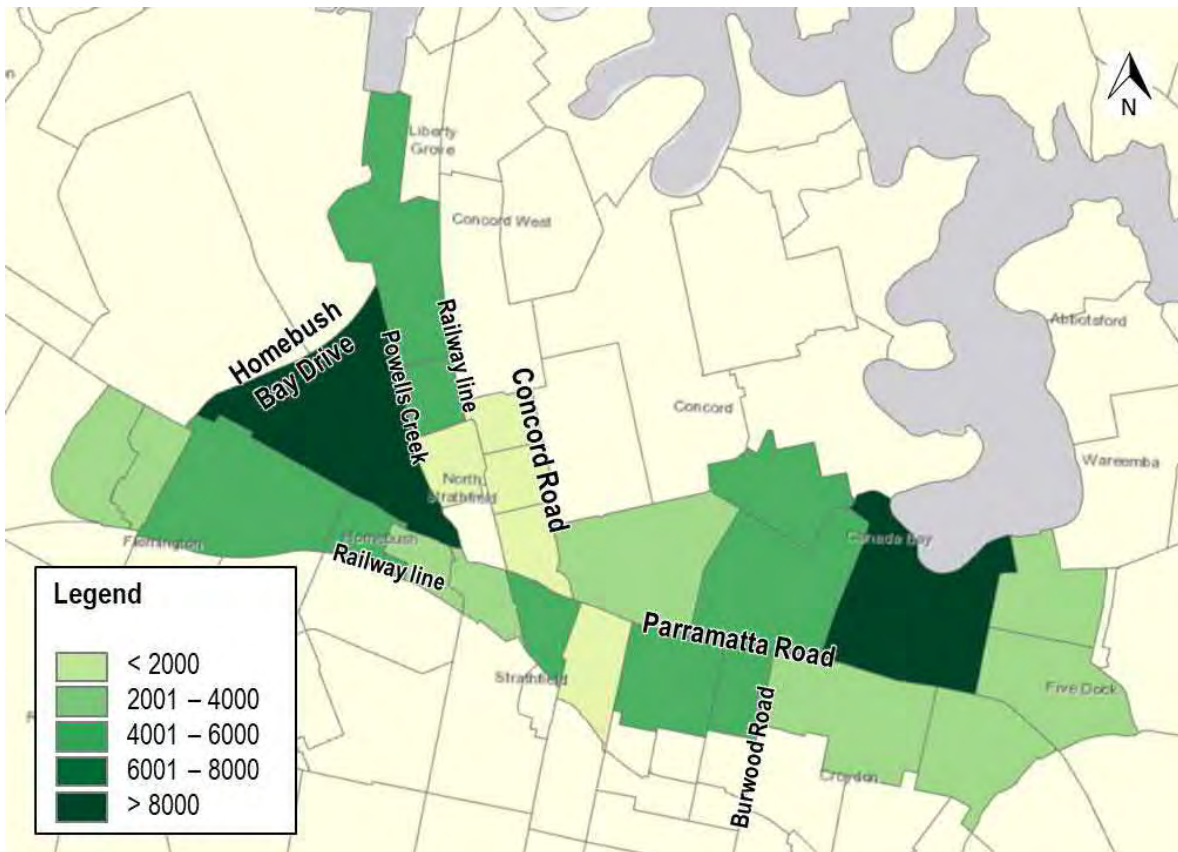 N
Liberty
Grove
Concord West
Homebush
Bay Drive
Powells Creek
Railway line
Concord Road
Abbotsford
Concord
Wareemba
North
Strathfield
Flemington
Homebush
Railway line
Canada Bay
Parramatta Road
Strathfield
Five Dock
Burwood Road
Croydon
Legend
< 2000
2001 – 4000
4001 – 6000
6001 – 8000
> 8000